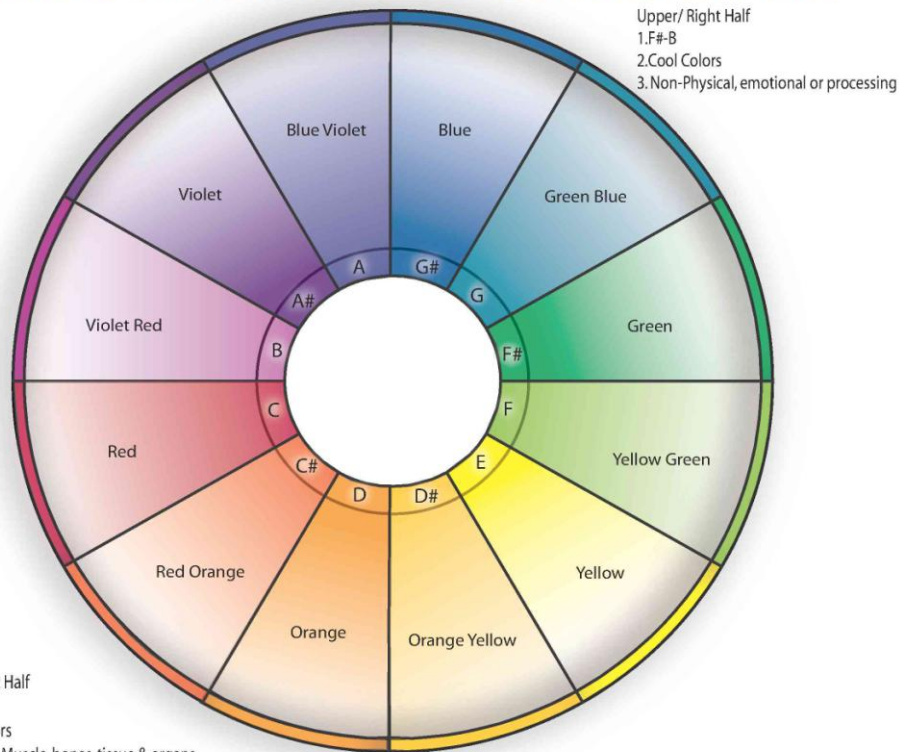 Upper/ Right Half
1.F#-B
2.Cool Colors
3. Non-Physical, emotional or processing
Blue Violet
Blue
Violet
Green Blue
A
G#
A#
G
Violet Red
Green
B
F#
C
F
Red
Yellow Green
C#
E
D
D#
Red Orange
Yellow
Orange
Orange Yellow
Half
rs